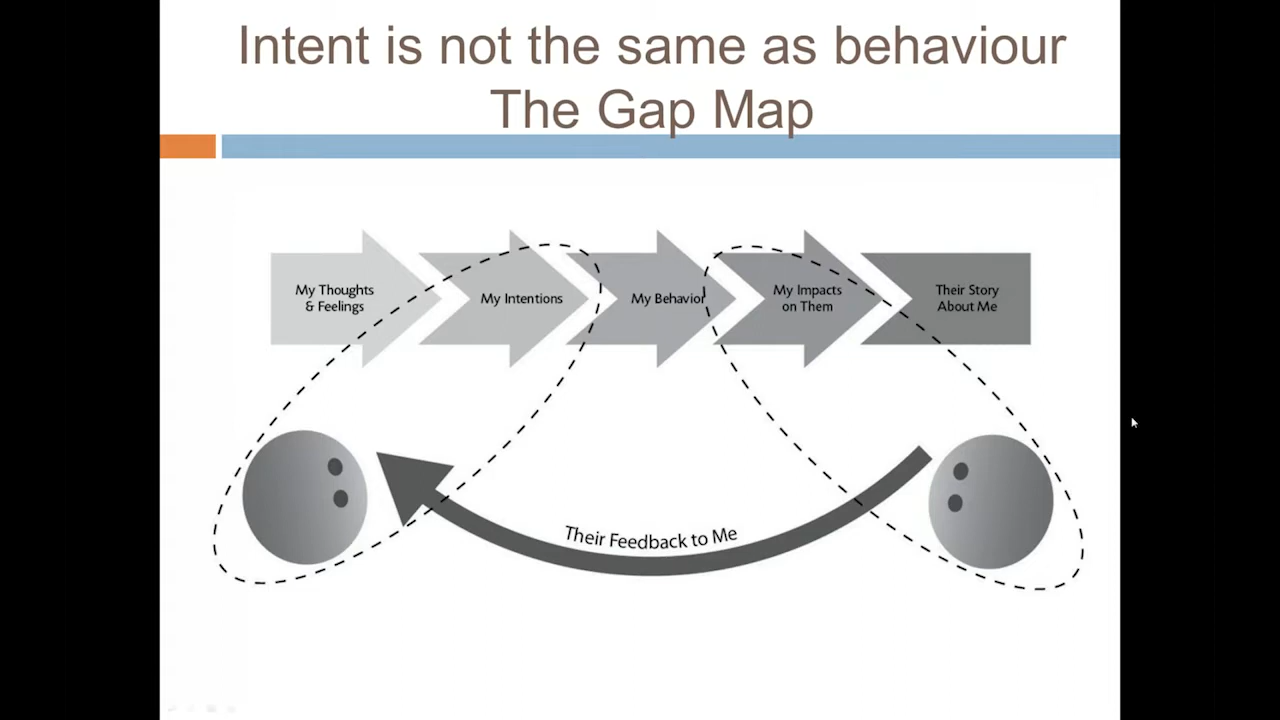 Intent is not the same as behaviour
The Gap Map
My Thoughts
& Feelings
My Intentions
My Behavior
My Impacts
on Them
Their Story
About Me
Their Feedback to Me